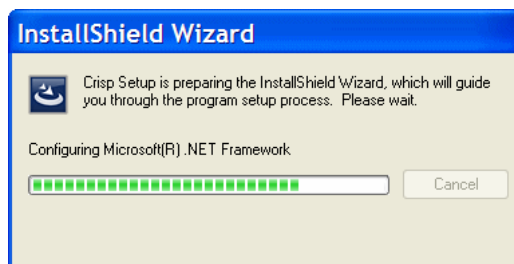 InstallShield Wizard
Crisp Setup is preparing the InstallShield Wizard, which will guide
you through the program setup process.  Please wait.
Configuring Microsoft(R) .NET Framework
Cancel